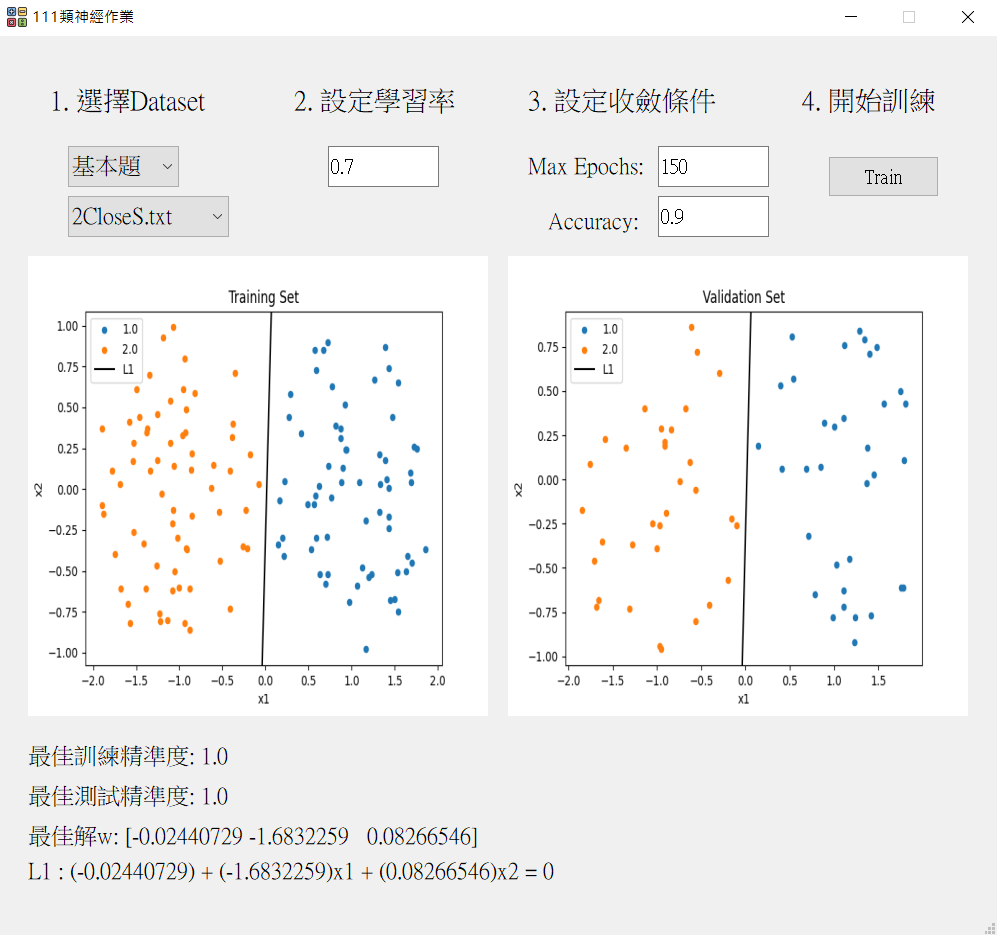 111類神經作業
1. 選擇Dataset
2. 設定學習率
3. 設定收斂條件
4. 開始訓練
基本題
2CloseS.txt
0.7
Max Epochs: 150
Accuracy: 0.9
Train
Training Set
1.0
2.0
L1
1.00
0.75
0.50
0.25
0.00
−0.25
−0.50
−0.75
−1.00
x2
−2.0 −1.5 −1.0 −0.5 0.0 0.5 1.0 1.5 2.0
x1
Validation Set
1.0
2.0
L1
0.75
0.50
0.25
0.00
−0.25
−0.50
−0.75
−1.00
x2
−2.0 −1.5 −1.0 −0.5 0.0 0.5 1.0 1.5
x1
最佳訓練精準度: 1.0
最佳測試精準度: 1.0
最佳解w: [-0.02440729 -1.6832259 0.08266546]
L1 : (-0.02440729) + (-1.6832259)x1 + (0.08266546)x2 = 0